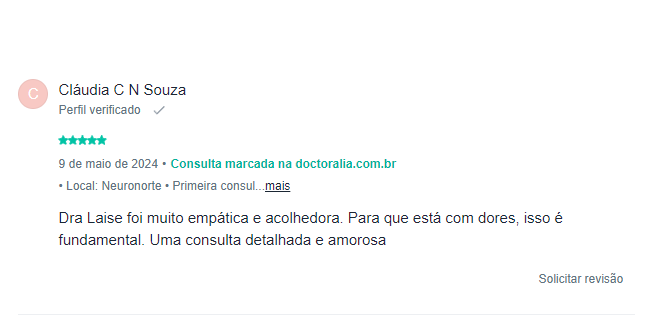 C
Cláudia C N Souza
Perfil verificado
9 de maio de 2024 • Consulta marcada na doctoralia.com.br
• Local: Neuronorte • Primeira consul...mais
Dra Laise foi muito empática e acolhedora. Para que está com dores, isso é
fundamental. Uma consulta detalhada e amorosa
Solicitar revisão